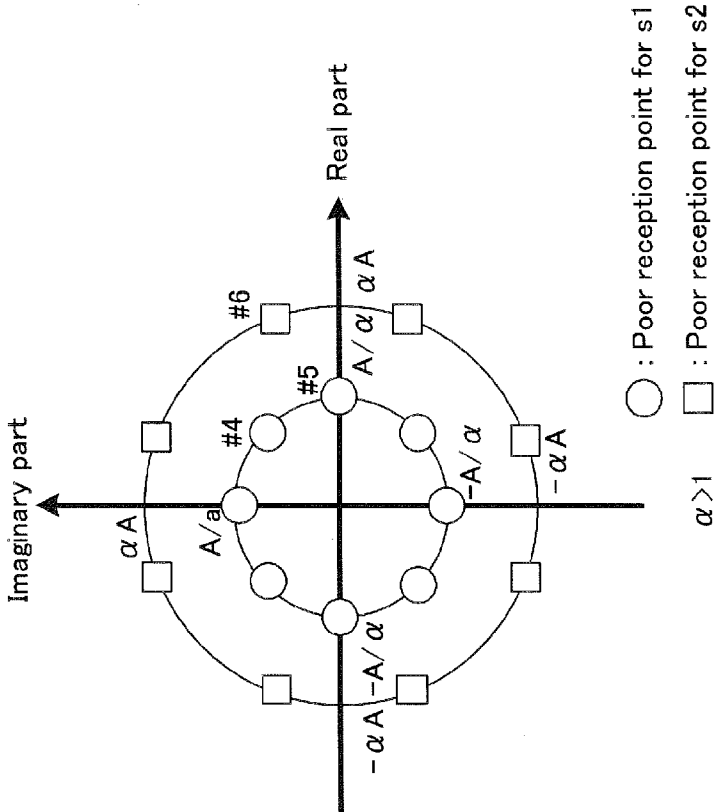 Imaginary part
αA
#6
#4
A/a
#5
Real part
A/α
αA
-αA
-A/α
-A/α
-αA
: Poor reception point for s1
: Poor reception point for s2
α>1